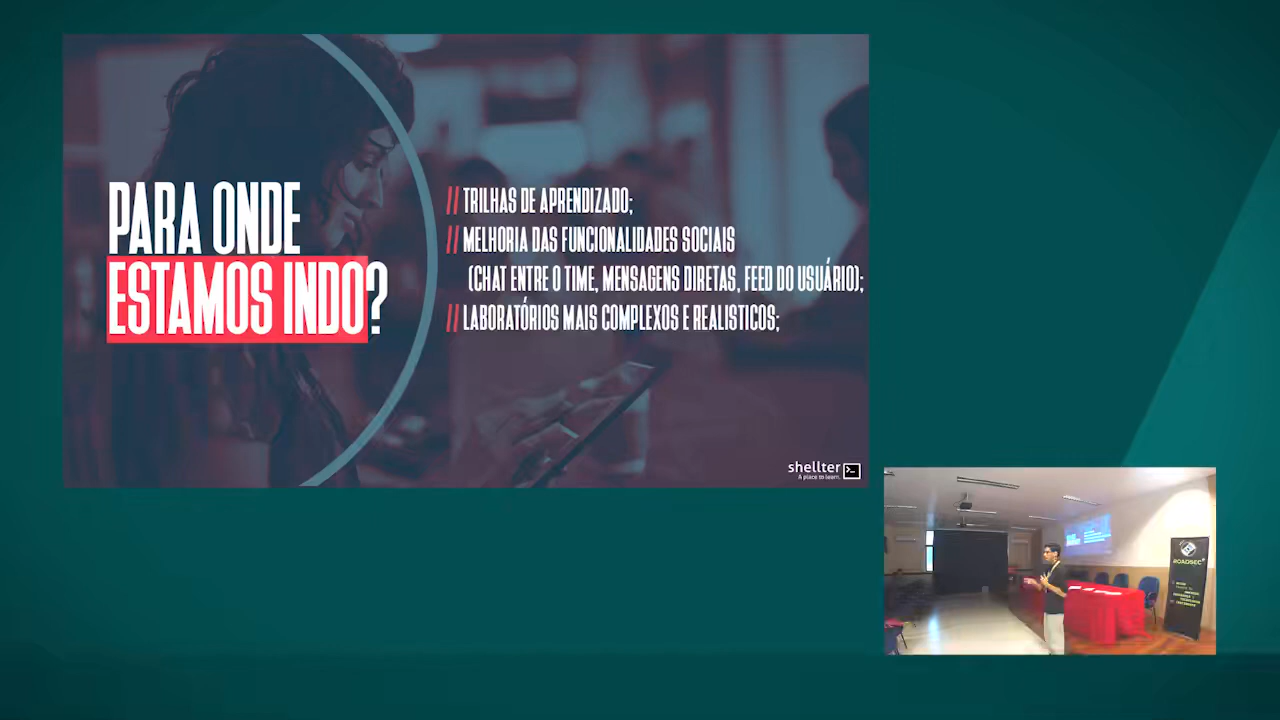 PARA ONDE
ESTAMOS INDO?
// TRILHAS DE APRENDIZADO;
// MELHORIA DAS FUNCIONALIDADES SOCIAIS
(CHAT ENTRE O TIME, MENSAGENS DIRETAS, FEED DO USUÁRIO);
// LABORATÓRIOS MAIS COMPLEXOS E REALISTICOS;
shellter
A place to learn.
ROADSEC